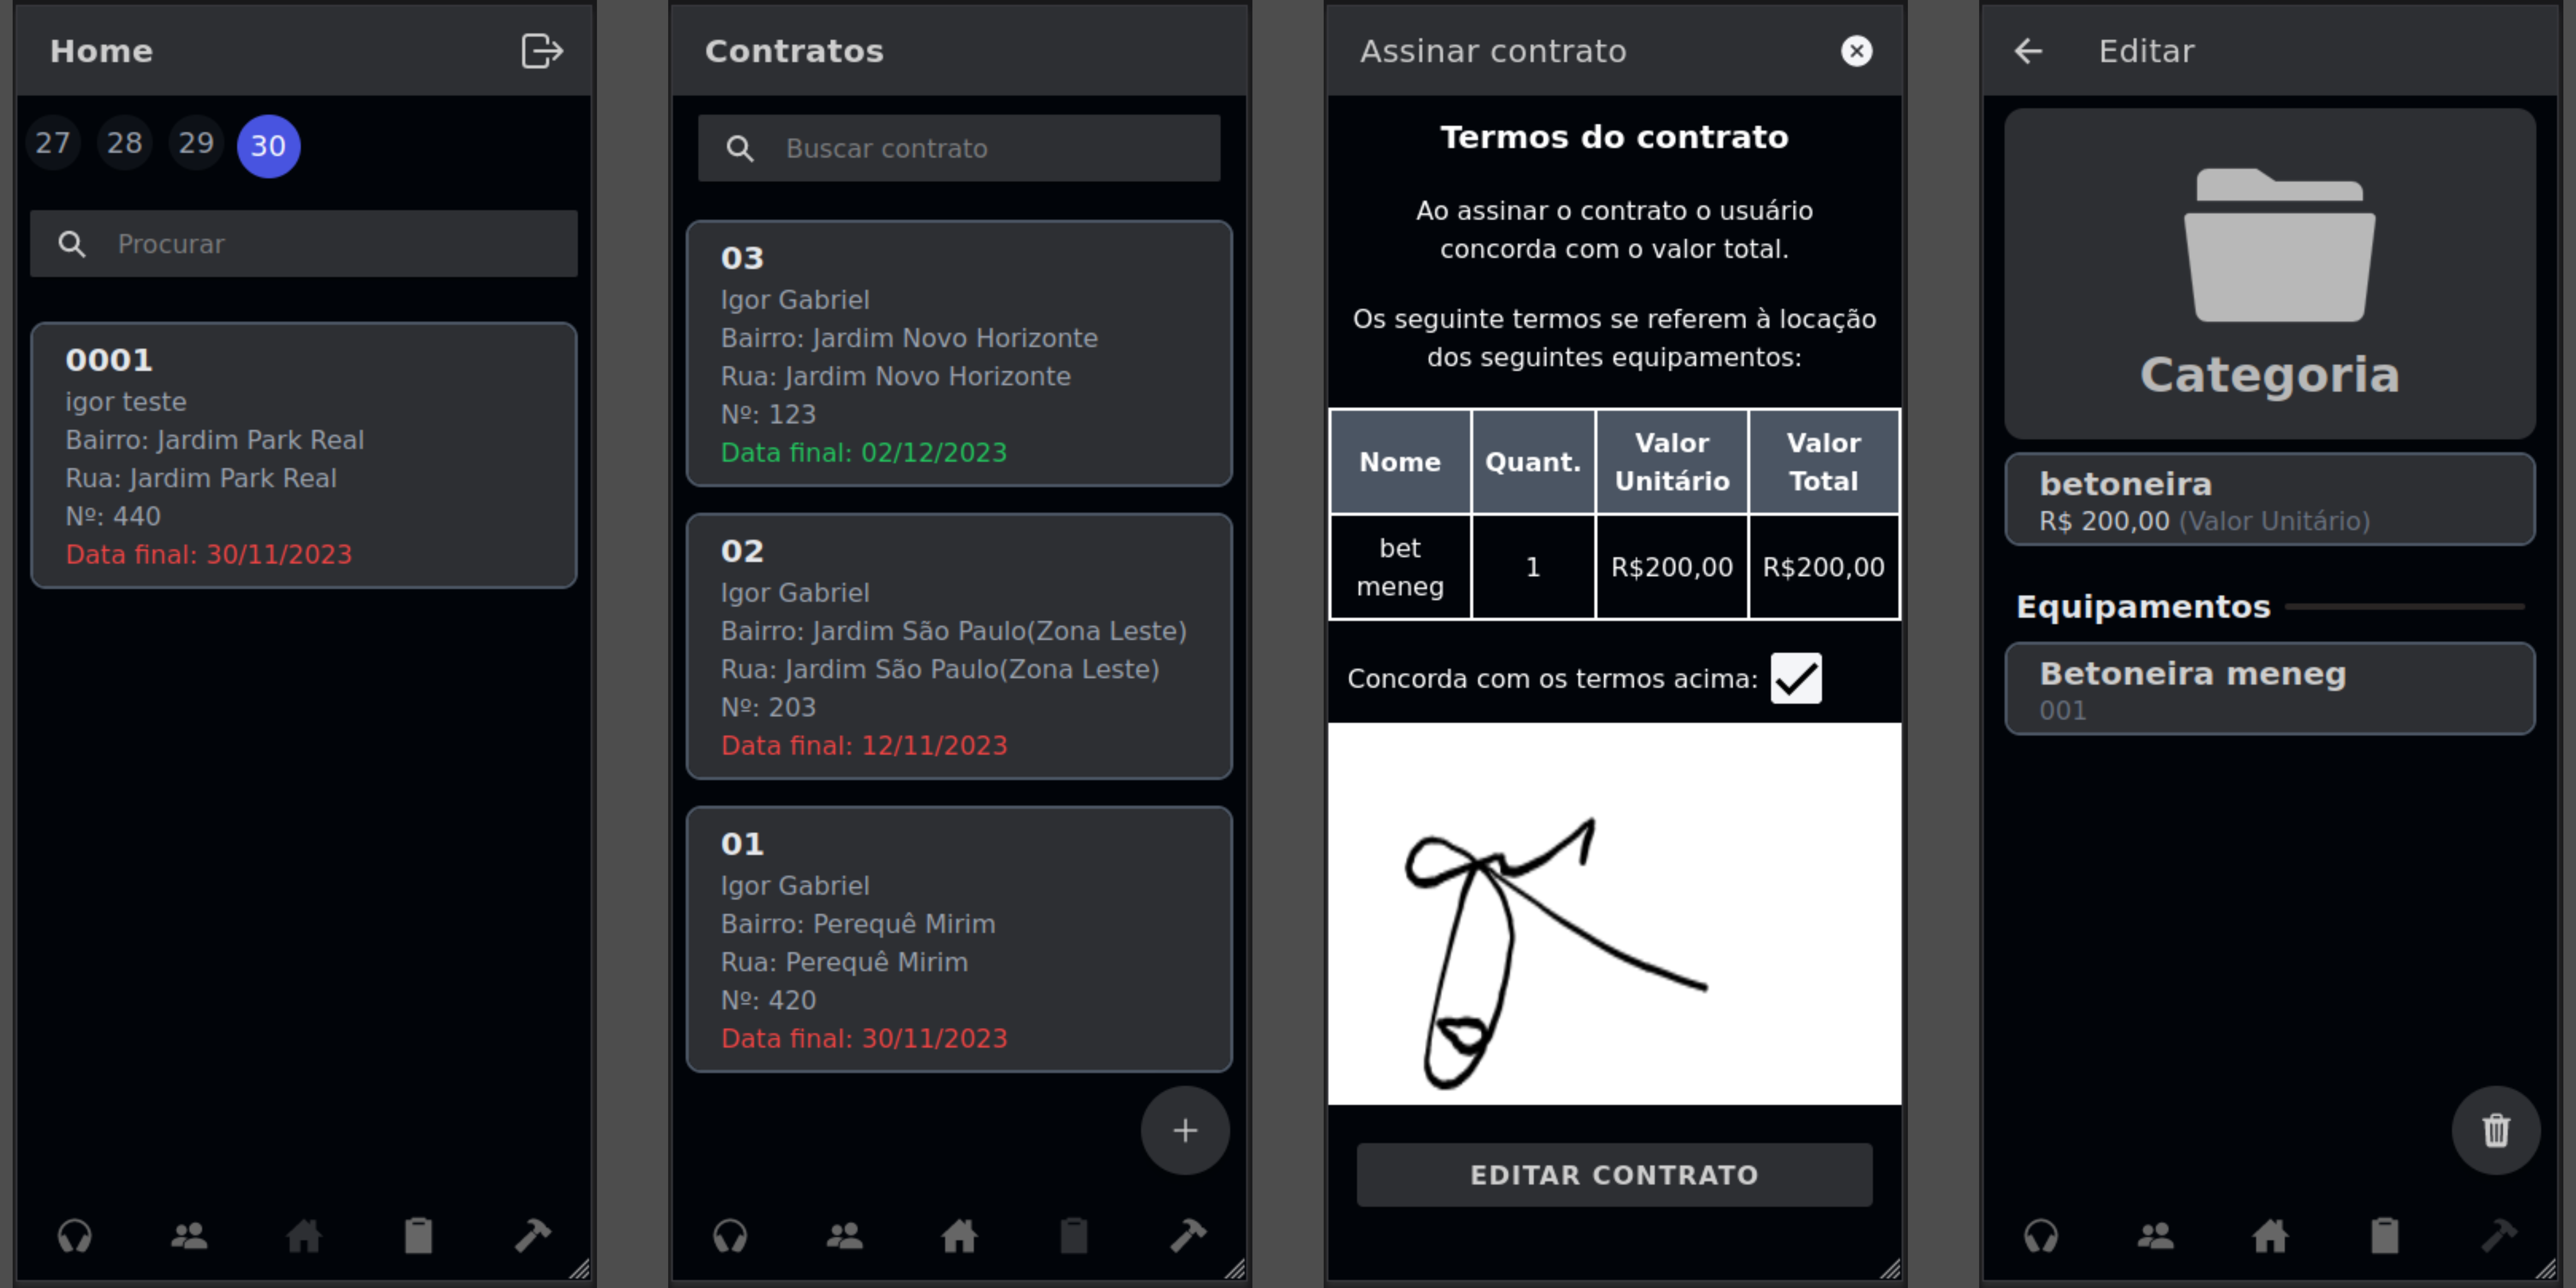 Home
27 28 29 30
Procurar
0001
igor teste
Bairro: Jardim Park Real
Rua: Jardim Park Real
Nº: 440
Data final: 30/11/2023
Contratos
Buscar contrato
03
Igor Gabriel
Bairro: Jardim Novo Horizonte
Rua: Jardim Novo Horizonte
Nº: 123
Data final: 02/12/2023
02
Igor Gabriel
Bairro: Jardim São Paulo(Zona Leste)
Rua: Jardim São Paulo(Zona Leste)
Nº: 203
Data final: 12/11/2023
01
Igor Gabriel
Bairro: Perequê Mirim
Rua: Perequê Mirim
Nº: 420
Data final: 30/11/2023
Assinar contrato
Termos do contrato
Ao assinar o contrato o usuário
concorda com o valor total.
Os seguinte termos se referem à locação
dos seguintes equipamentos:
Nome Quant. Valor Unitário Valor Total
bet meneg 1 R$200,00 R$200,00
Concorda com os termos acima:
EDITAR CONTRATO
Editar
Categoria
betoneira
R$ 200,00 (Valor Unitário)
Equipamentos
Betoneira meneg
001